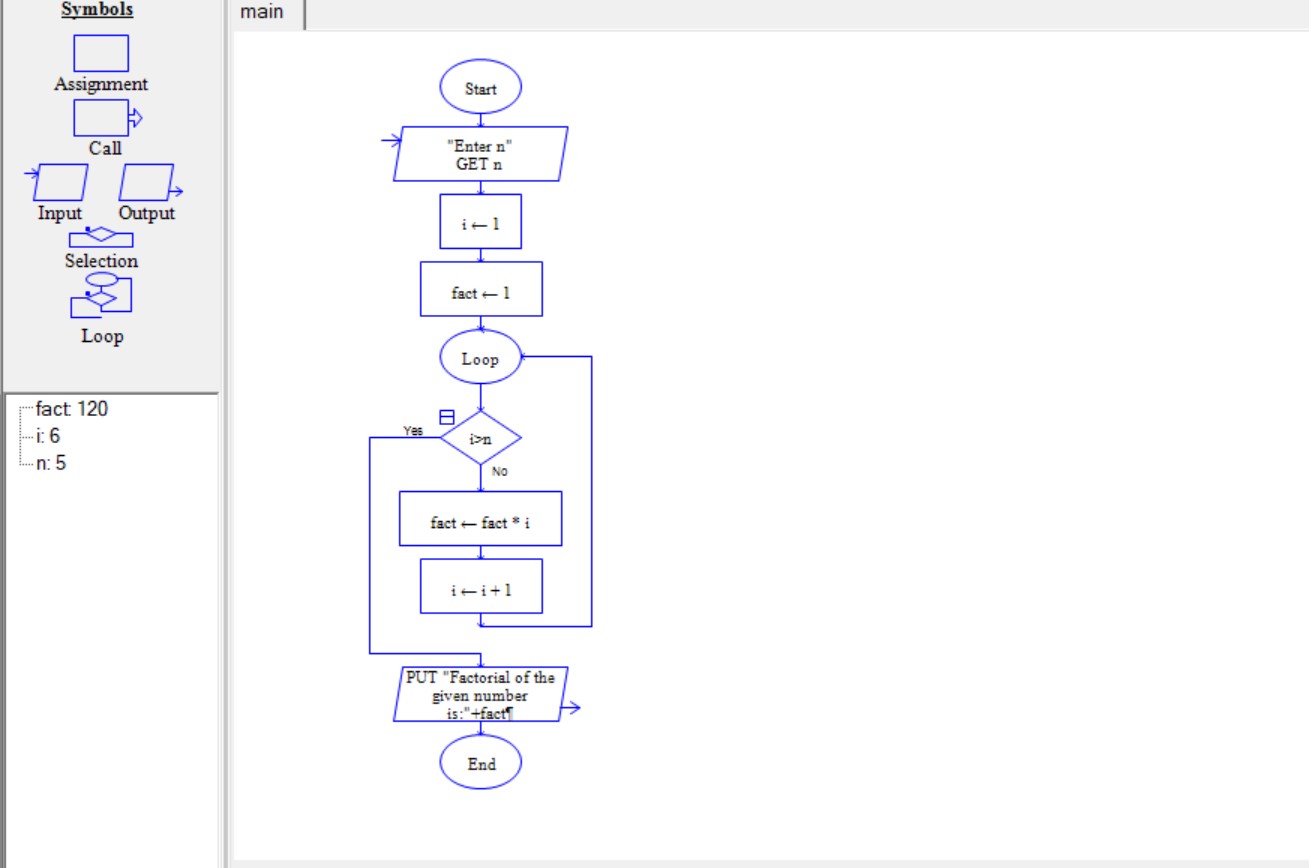 Symbols
Assignment
Call
Input
Output
Selection
Loop
fact: 120
i: 6
n: 5
main
Start
"Enter n"
GET n
i ← 1
fact ← 1
Loop
Yes
i>n
No
fact ← fact * i
i ← i + 1
PUT "Factorial of the
given number
is:"+fact¶
End